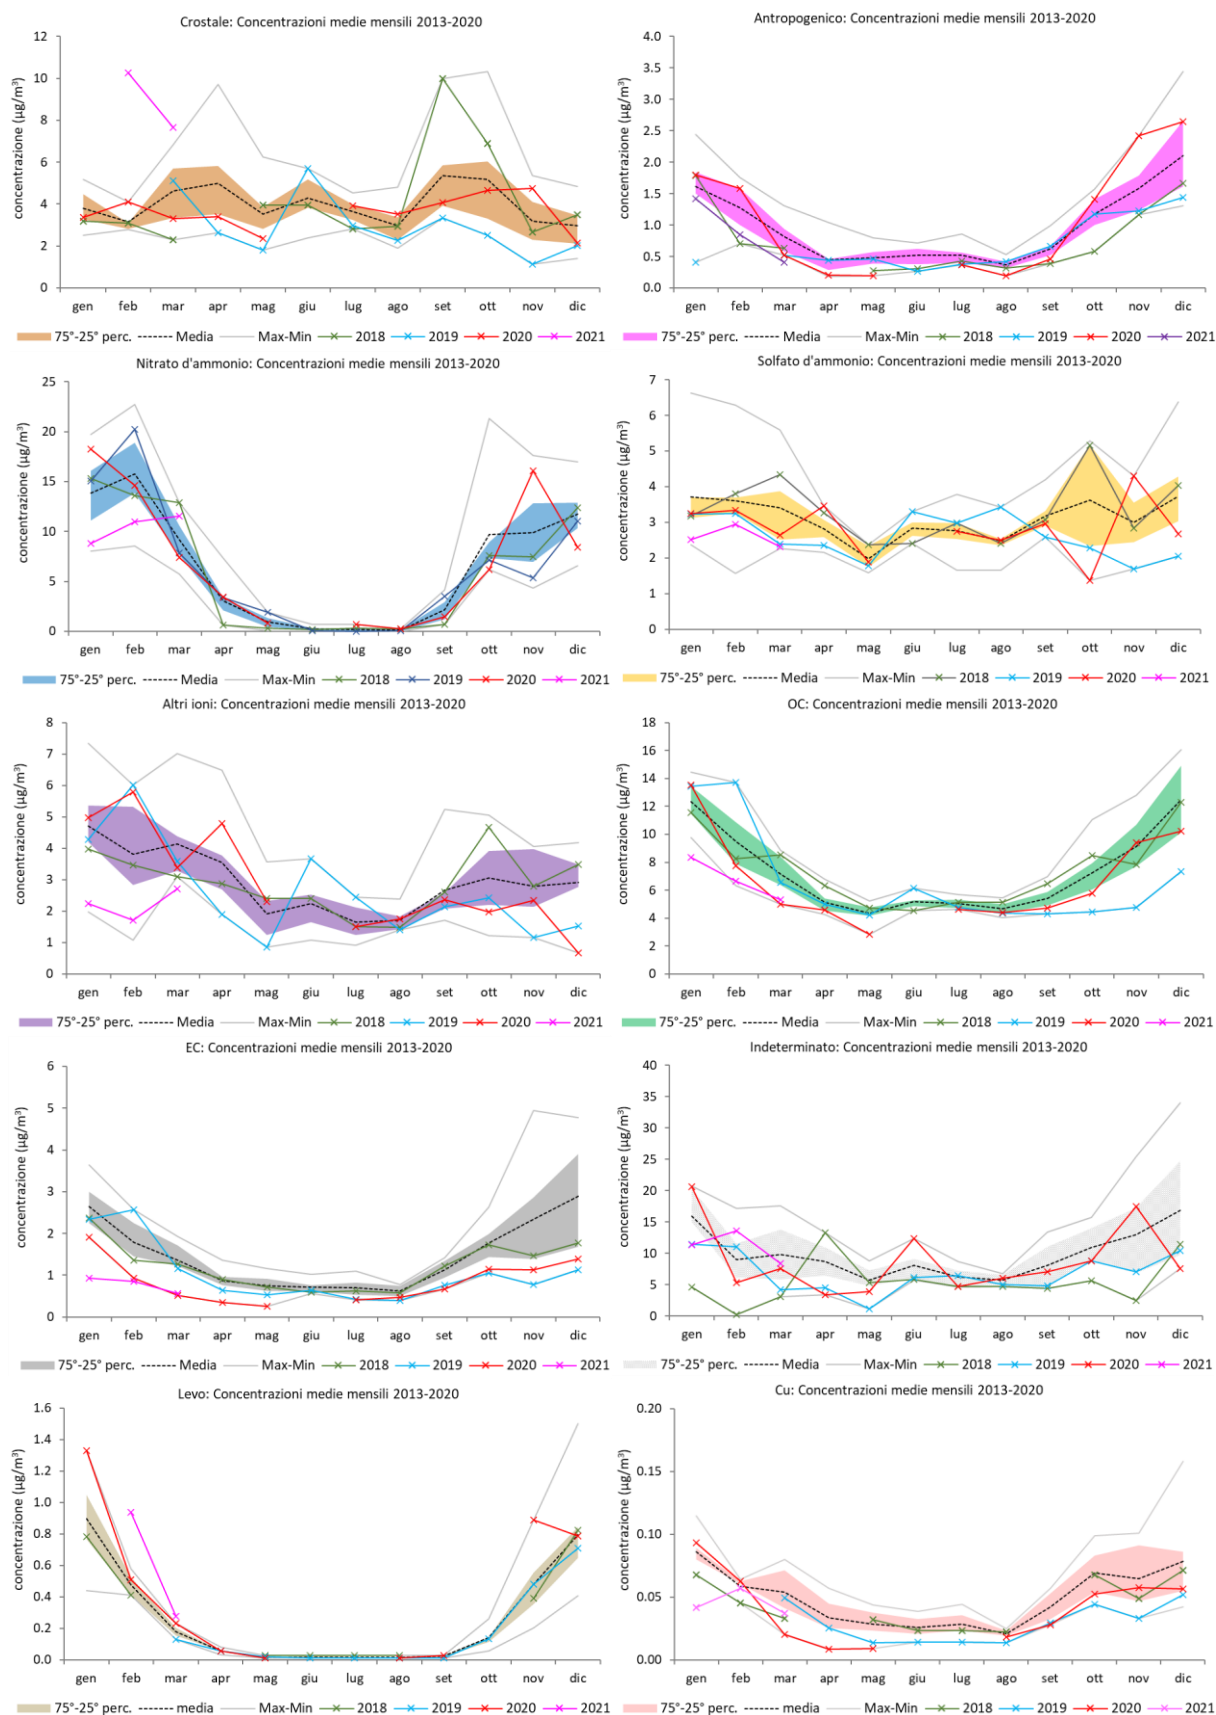 Crostale: Concentrazioni medie mensili 2013-2020
concentrazione (µg/m³)
12
10
8
6
4
2
0
gen feb mar apr mag giu lug ago set ott nov dic
75°-25° perc. Media Max-Min 2018 2019 2020 2021
Antropogenico: Concentrazioni medie mensili 2013-2020
concentrazione (µg/m³)
4.0
3.5
3.0
2.5
2.0
1.5
1.0
0.5
0.0
gen feb mar apr mag giu lug ago set ott nov dic
75°-25° perc. Media Max-Min 2018 2019 2020 2021
Nitrato d'ammonio: Concentrazioni medie mensili 2013-2020
concentrazione (µg/m³)
25
20
15
10
5
0
gen feb mar apr mag giu lug ago set ott nov dic
75°-25° perc. Media Max-Min 2018 2019 2020 2021
Solfato d'ammonio: Concentrazioni medie mensili 2013-2020
concentrazione (µg/m³)
7
6
5
4
3
2
1
0
gen feb mar apr mag giu lug ago set ott nov dic
75°-25° perc. Media Max-Min 2018 2019 2020 2021
Altri ioni: Concentrazioni medie mensili 2013-2020
concentrazione (µg/m³)
8
7
6
5
4
3
2
1
0
gen feb mar apr mag giu lug ago set ott nov dic
75°-25° perc. Media Max-Min 2018 2019 2020 2021
OC: Concentrazioni medie mensili 2013-2020
concentrazione (µg/m³)
18
16
14
12
10
8
6
4
2
0
gen feb mar apr mag giu lug ago set ott nov dic
75°-25° perc. Media Max-Min 2018 2019 2020 2021
EC: Concentrazioni medie mensili 2013-2020
concentrazione (µg/m³)
6
5
4
3
2
1
0
gen feb mar apr mag giu lug ago set ott nov dic
75°-25° perc. Media Max-Min 2018 2019 2020 2021
Indeterminato: Concentrazioni medie mensili 2013-2020
concentrazione (µg/m³)
40
35
30
25
20
15
10
5
0
gen feb mar apr mag giu lug ago set ott nov dic
75°-25° perc. Media Max-Min 2018 2019 2020 2021
Levo: Concentrazioni medie mensili 2013-2020
concentrazione (µg/m³)
1.6
1.4
1.2
1.0
0.8
0.6
0.4
0.2
0.0
gen feb mar apr mag giu lug ago set ott nov dic
75°-25° perc. media Max-Min 2018 2019 2020 2021
Cu: Concentrazioni medie mensili 2013-2020
concentrazione (µg/m³)
0.20
0.15
0.10
0.05
0.00
gen feb mar apr mag giu lug ago set ott nov dic
75°-25° perc. media Max-Min 2018 2019 2020 2021